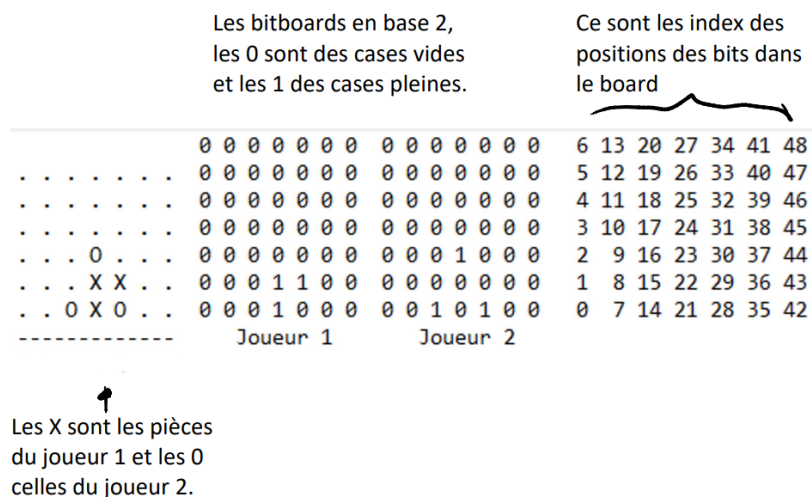 Les bitboards en base 2,
les 0 sont des cases vides
et les 1 des cases pleines.
Ce sont les index des
positions des bits dans
le board
0 0 0 0 0 0 0 0 0 0 0 0 0 0 6 13 20 27 34 41 48
. . . . . . . 0 0 0 0 0 0 0 0 0 0 0 0 0 0 5 12 19 26 33 40 47
. . . . . . . 0 0 0 0 0 0 0 0 0 0 0 0 0 0 4 11 18 25 32 39 46
. . . . . . . 0 0 0 0 0 0 0 0 0 0 0 0 0 0 3 10 17 24 31 38 45
. . . O . . . 0 0 0 0 0 0 0 0 0 0 1 0 0 0 2 9 16 23 30 37 44
. . . X X . . 0 0 0 1 1 0 0 0 0 0 0 0 0 0 1 8 15 22 29 36 43
. . O X O . . 0 0 0 1 0 0 0 0 0 1 0 1 0 0 0 7 14 21 28 35 42
------------- Joueur 1 Joueur 2
Les X sont les pièces
du joueur 1 et les 0
celles du joueur 2.